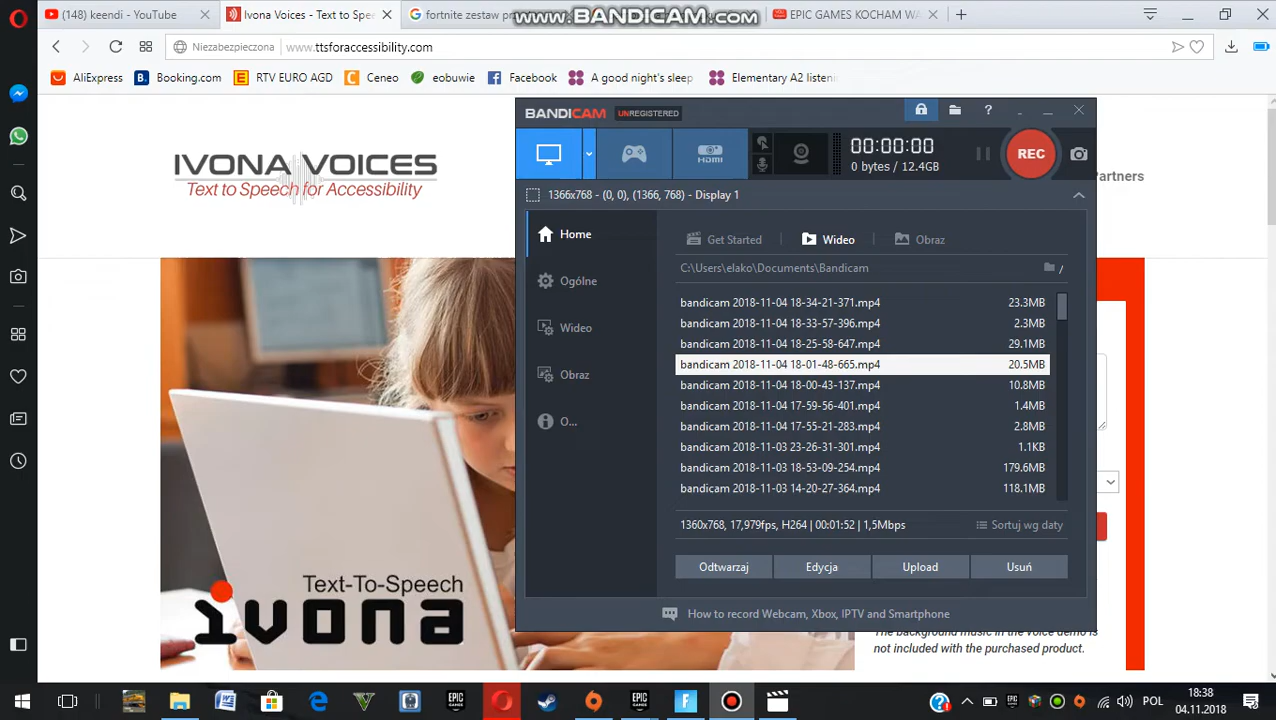 (148) keendi - YouTube
Ivona Voices - Text to Spe
fortnite zestaw po
www.BANDICAM.com
EPIC GAMES KOCHAM WA
Niezabezpieczona
www.ttsforaccessibility.com
AliExpress
Booking.com
RTV EURO AGD
Ceneo
eobuwie
Facebook
A good night's sleep
Elementary A2 listen
IVONA VOICES
Text to Speech for Accessibility
Partners
BANDICAM
UNREGISTERED
HDMI
00:00:00
0 bytes / 12.4GB
REC
1366x768 - (0, 0), (1366, 768) - Display 1
Home
Ogólne
Wideo
Obraz
O...
Get Started
Video
Obraz
C:\Users\elako\Documents\Bandicam
/
bandicam 2018-11-04 18-34-21-371.mp4 23.3MB
bandicam 2018-11-04 18-33-57-396.mp4 2.3MB
bandicam 2018-11-04 18-25-58-647.mp4 29.1MB
bandicam 2018-11-04 18-01-48-665.mp4 20.5MB
bandicam 2018-11-04 18-00-43-137.mp4 10.8MB
bandicam 2018-11-04 17-59-56-401.mp4 1.4MB
bandicam 2018-11-04 17-55-21-283.mp4 2.8MB
bandicam 2018-11-03 23-26-31-301.mp4 1.1KB
bandicam 2018-11-03 18-53-09-254.mp4 179.6MB
bandicam 2018-11-03 14-20-27-364.mp4 118.1MB
1360x768, 17,979fps, H264 | 00:01:52 | 1,5Mbps
Sortuj wg daty
Odtwarzaj
Edycja
Upload
Usuń
How to record Webcam, Xbox, IPTV and Smartphone
Text-To-Speech
ivona
The background music in the voice demo is
not included with the purchased product.
EPIC GAMES
POL
18:38
04.11.2018